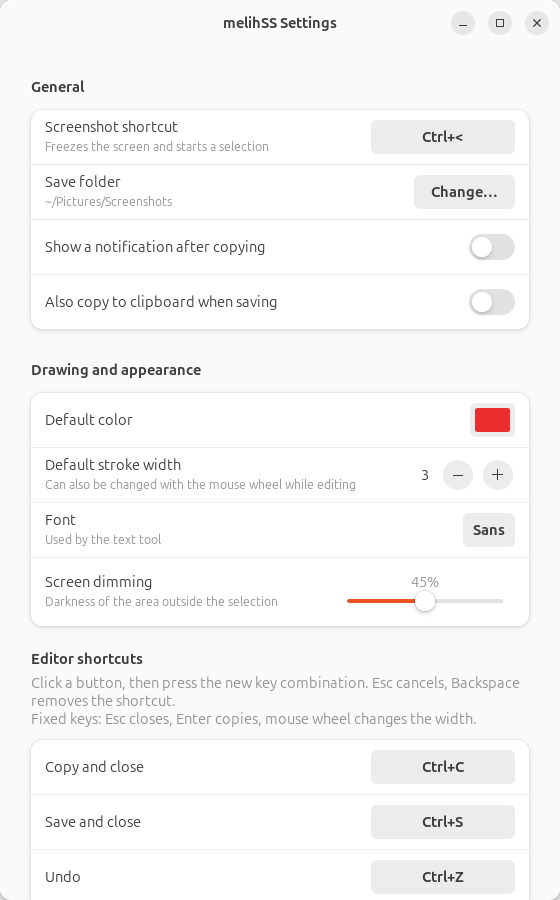 melihSS Settings
General
Screenshot shortcut
Freezes the screen and starts a selection
Ctrl+<
Save folder
~/Pictures/Screenshots
Change...
Show a notification after copying
Also copy to clipboard when saving
Drawing and appearance
Default color
Default stroke width
Can also be changed with the mouse wheel while editing
3
Font
Used by the text tool
Sans
Screen dimming
Darkness of the area outside the selection
45%
Editor shortcuts
Click a button, then press the new key combination. Esc cancels, Backspace
removes the shortcut.
Fixed keys: Esc closes, Enter copies, mouse wheel changes the width.
Copy and close
Ctrl+C
Save and close
Ctrl+S
Undo
Ctrl+Z